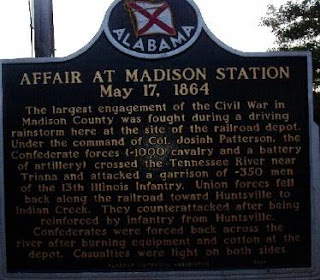 ALABAMA
AFFAIR AT MADISON STATION
May 17, 1864
The largest engagement of the Civil War in
Madison County was fought during a driving
rainstorm here at the site of the railroad depot.
Under the command of Col. Josiah Patterson, the
Confederate forces (~1000 cavalry and a battery
of artillery) crossed the Tennessee River near
Triana and attacked a garrison of ~350 men
of the 13th Illinois Infantry. Union forces fell
back along the railroad toward Huntsville to
Indian Creek. They counterattacked after being
reinforced by infantry from Huntsville.
Confederates were forced back across the
river after burning equipment and cotton at the
depot. Casualties were light on both sides.